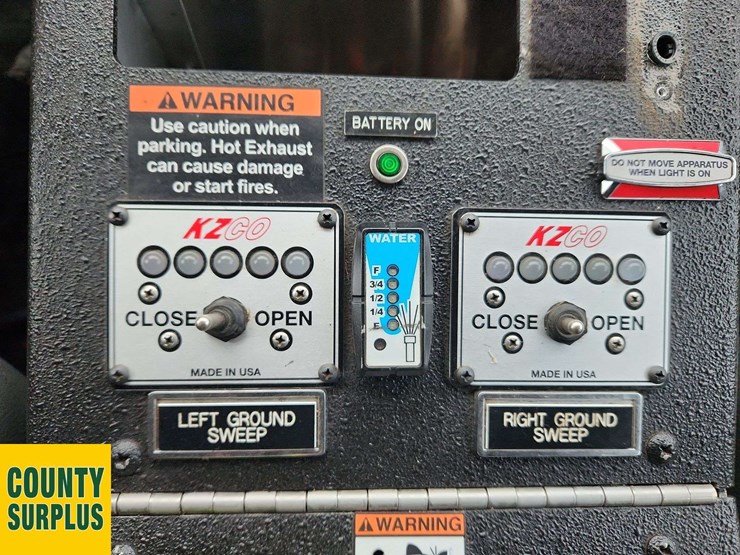 WARNING
Use caution when
parking. Hot Exhaust
can cause damage
or start fires.
BATTERY ON
DO NOT MOVE APPARATUS
WHEN LIGHT IS ON
KZCO
CLOSE OPEN
MADE IN USA
LEFT GROUND
SWEEP
WATER
F
3/4
1/2
1/4
E
KZCO
CLOSE OPEN
MADE IN USA
RIGHT GROUND
SWEEP
COUNTY
SURPLUS
WARNING